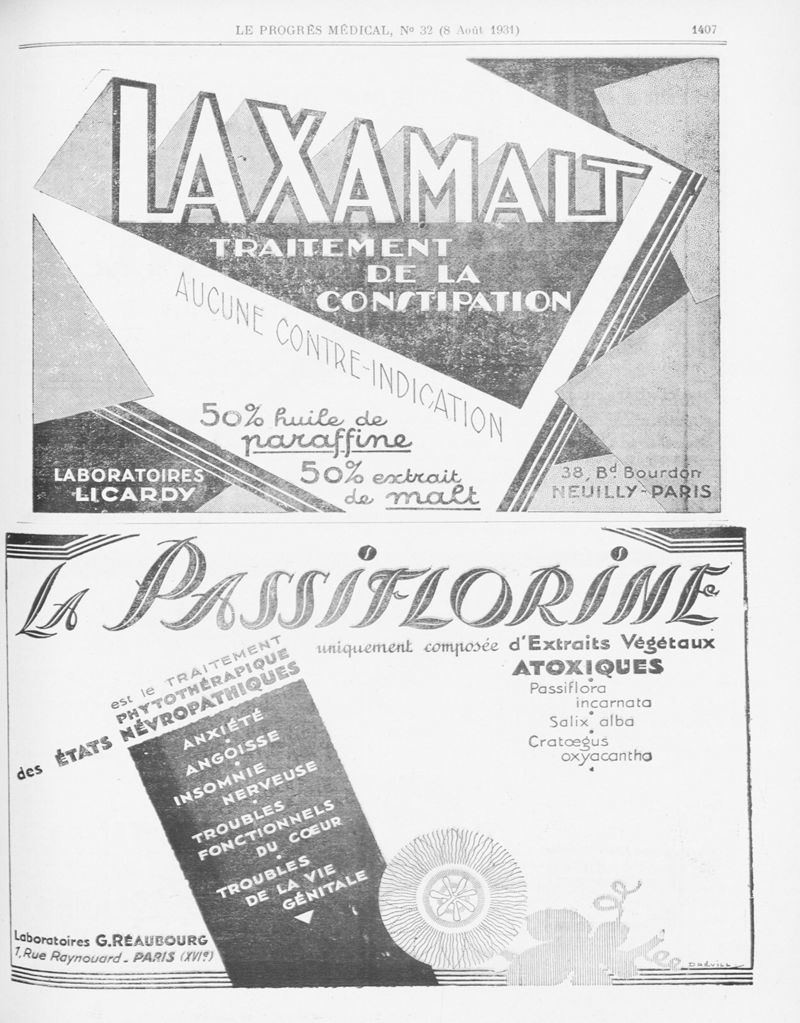 LE PROGRÈS MÉDICAL, No 32 (8 Août 1931)
1407
LAXAMALT
TRAITEMENT
DE LA
CONSTIPATION
AUCUNE CONTRE-INDICATION
50% huile de
paraffine
50% extrait
de malt
LABORATOIRES
LICARDY
38, Bd Bourdon
NEUILLY-PARIS
LA PASSIFLORINE
uniquement composée d'Extraits Végétaux
ATOXIQUES
Passiflora
incarnata
Salix alba
Cratœgus
oxyacantha
est le TRAITEMENT
PHYTOTHÉRAPIQUE
des ÉTATS NÉVROPATHIQUES
ANXIÉTÉ
ANGOISSE
INSOMNIE
NERVEUSE
TROUBLES
FONCTIONNELS
DU CŒUR
TROUBLES
DE LA VIE
GÉNITALE
Laboratoires G. RÉAUBOURG
1, Rue Raynouard - PARIS (XVIe)